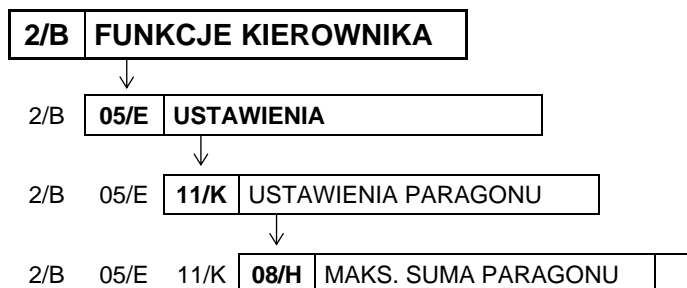 2/B FUNKCJE KIEROWNIKA
2/B 05/E USTAWIENIA
2/B 05/E 11/K USTAWIENIA PARAGONU
2/B 05/E 11/K 08/H MAKS. SUMA PARAGONU